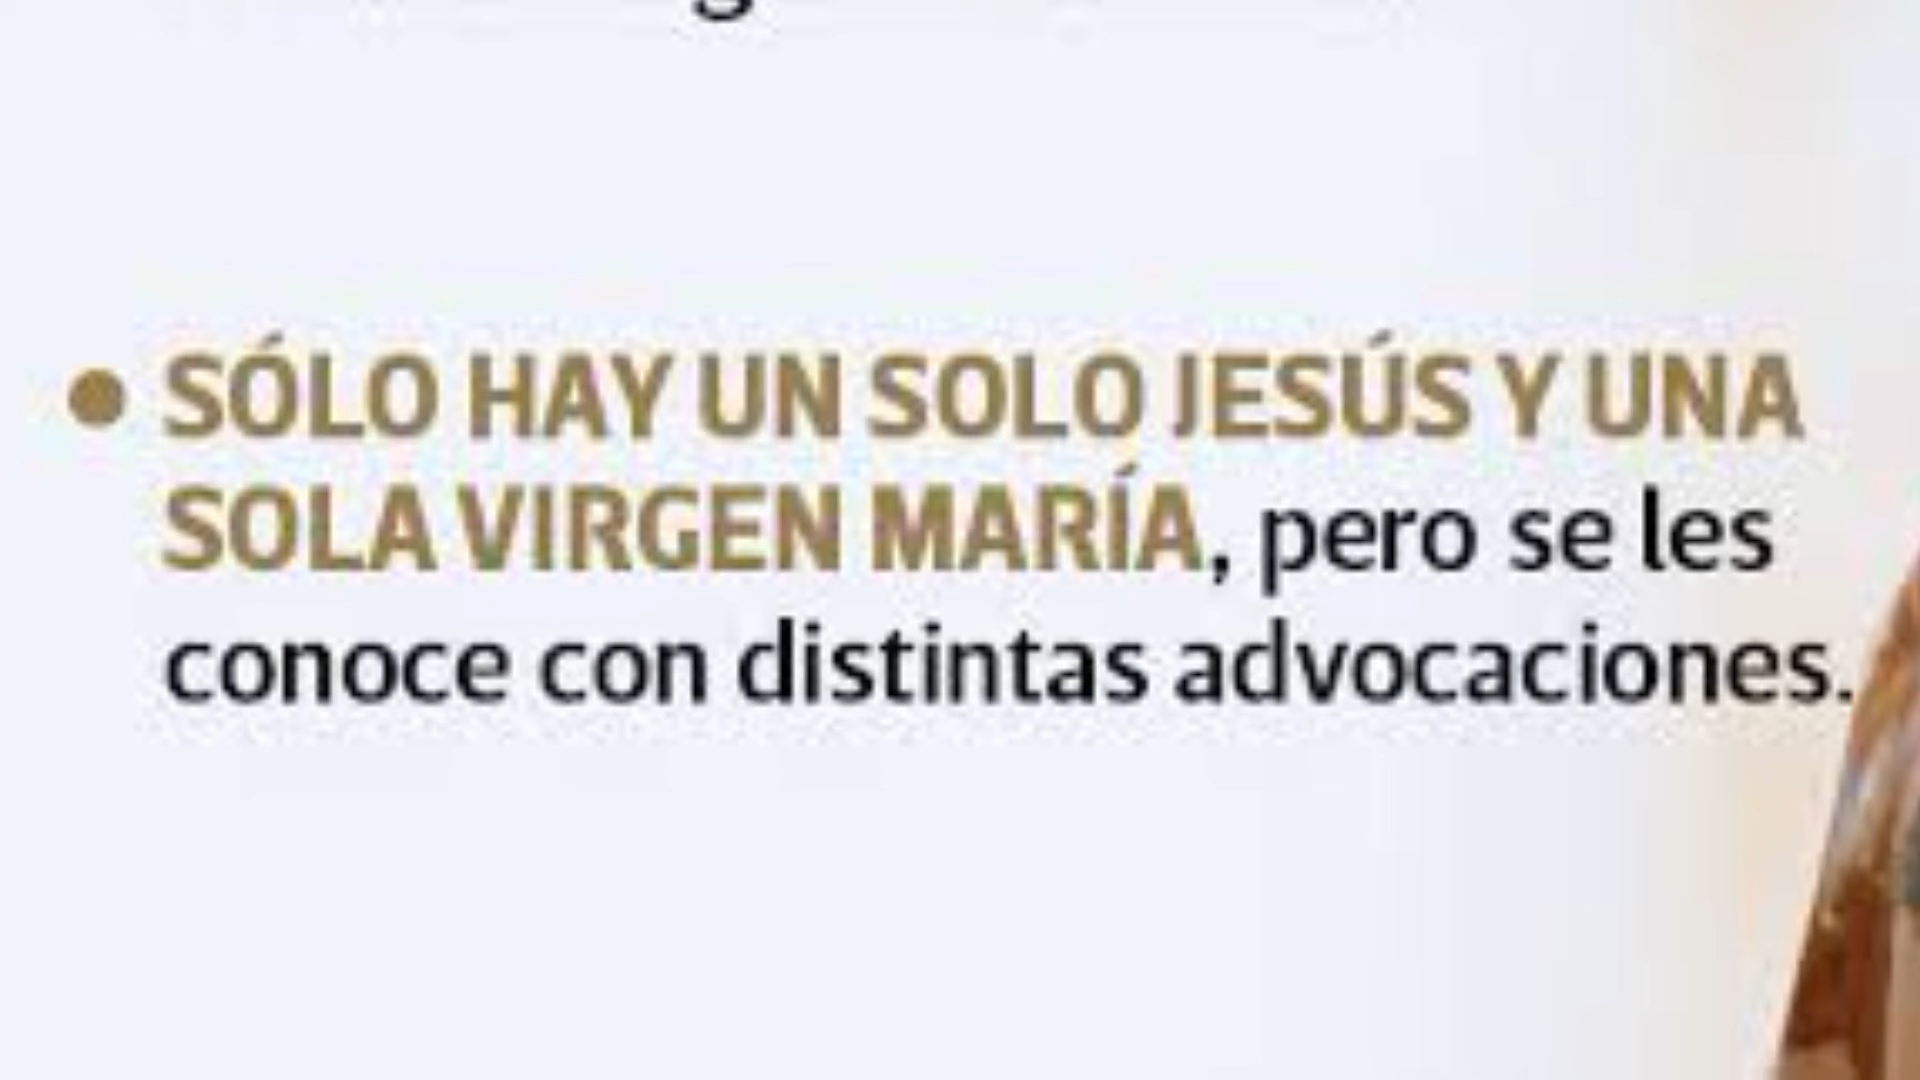 ● SÓLO HAY UN SOLO JESÚS Y UNA
SOLA VIRGEN MARÍA, pero se les
conoce con distintas advocaciones.